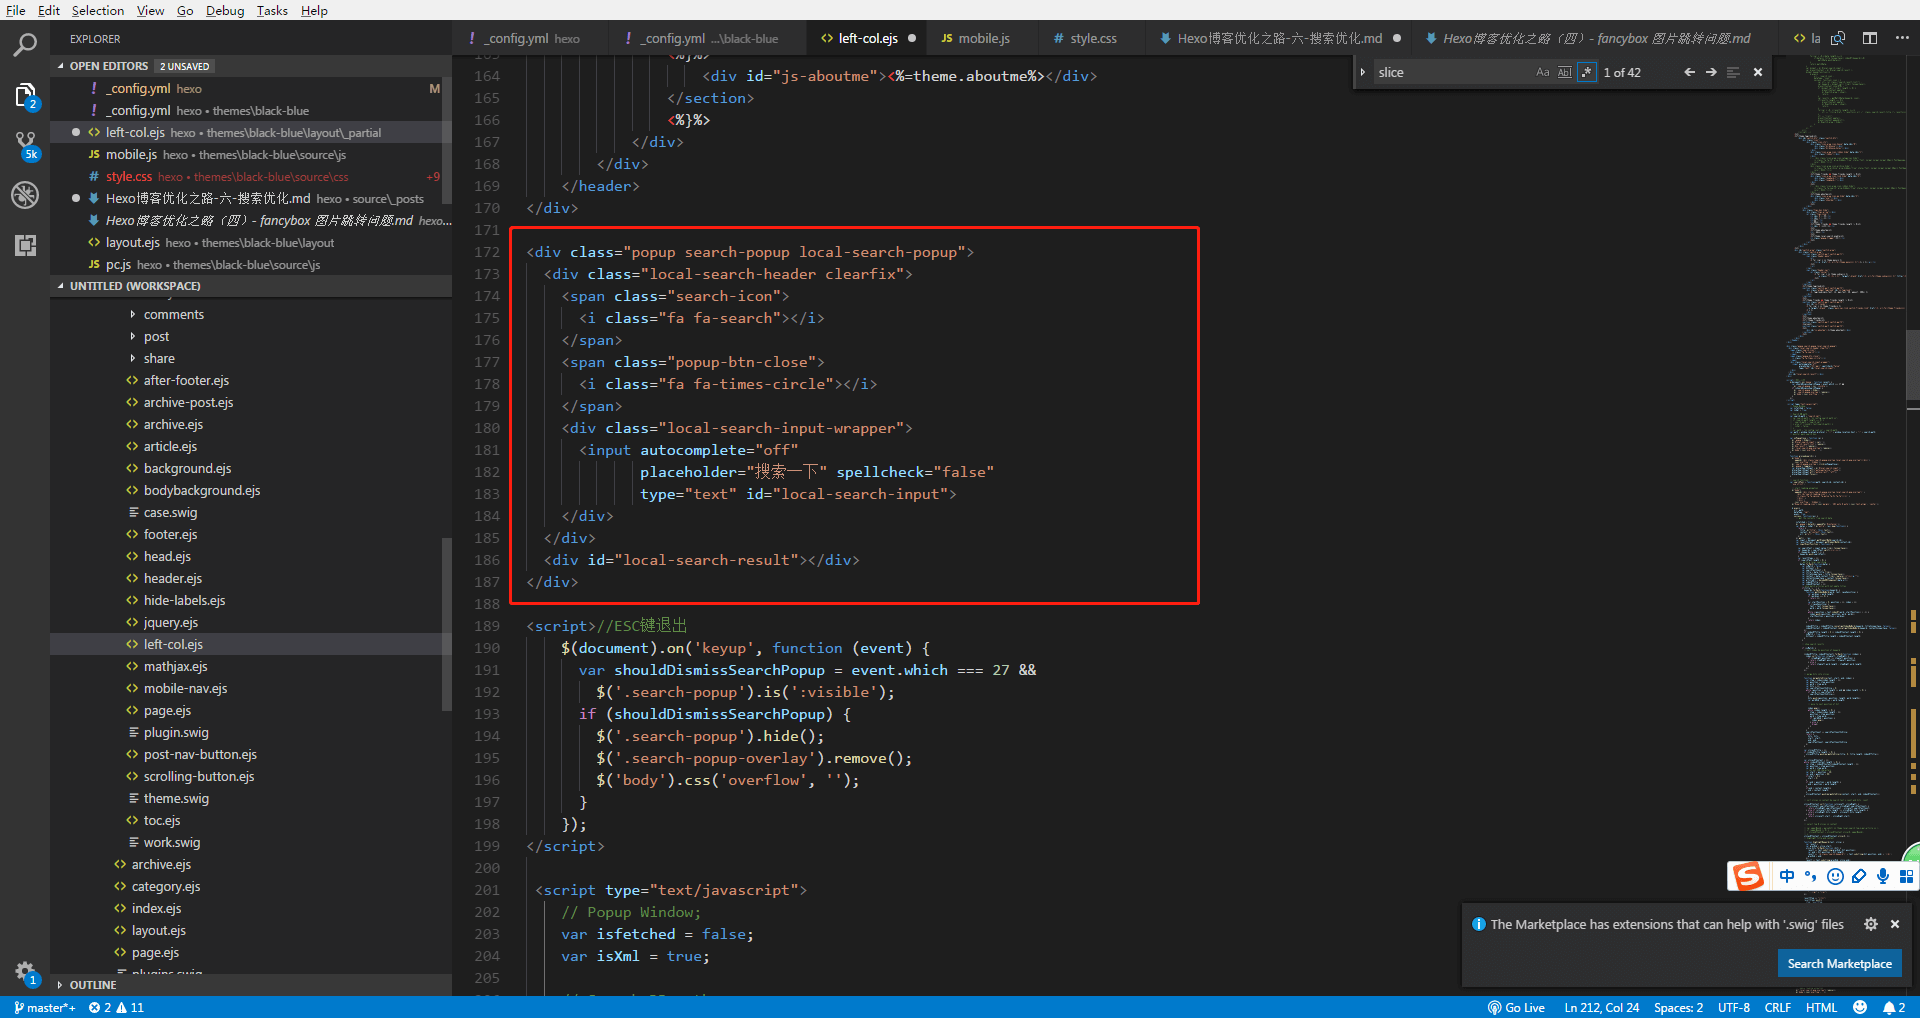 File Edit Selection View Go Debug Tasks Help
EXPLORER
OPEN EDITORS 2 UNSAVED
! _config.yml hexo M
! _config.yml hexo • themes\black-blue
<> left-col.ejs hexo • themes\black-blue\layout\_partial
JS mobile.js hexo • themes\black-blue\source\js
# style.css hexo • themes\black-blue\source\css +9
Hexo博客优化之路-六-搜索优化.md hexo • source\_posts
Hexo博客优化之路（四）- fancybox 图片跳转问题.md hexo...
<> layout.ejs hexo • themes\black-blue\layout
JS pc.js hexo • themes\black-blue\source\js
UNTITLED (WORKSPACE)
comments
post
share
<> after-footer.ejs
<> archive-post.ejs
<> archive.ejs
<> article.ejs
<> background.ejs
<> bodybackground.ejs
case.swig
<> footer.ejs
<> head.ejs
<> header.ejs
<> hide-labels.ejs
<> jquery.ejs
<> left-col.ejs
<> mathjax.ejs
<> mobile-nav.ejs
<> page.ejs
plugin.swig
<> post-nav-button.ejs
<> scrolling-button.ejs
theme.swig
<> toc.ejs
work.swig
<> archive.ejs
<> category.ejs
<> index.ejs
<> layout.ejs
<> page.ejs
plugins.swig
OUTLINE
2
5k
1
! _config.yml hexo
! _config.yml ...\black-blue
<> left-col.ejs
JS mobile.js
# style.css
Hexo博客优化之路-六-搜索优化.md
Hexo博客优化之路（四）- fancybox 图片跳转问题.md
<> la
slice Aa Abl .* 1 of 42
163 <%}%>
164 <div id="js-aboutme"><%=theme.aboutme%></div>
165 </section>
166 <%}%>
167 </div>
168 </div>
169 </header>
170 </div>
171
172 <div class="popup search-popup local-search-popup">
173 <div class="local-search-header clearfix">
174 <span class="search-icon">
175 <i class="fa fa-search"></i>
176 </span>
177 <span class="popup-btn-close">
178 <i class="fa fa-times-circle"></i>
179 </span>
180 <div class="local-search-input-wrapper">
181 <input autocomplete="off"
182 placeholder="搜索一下" spellcheck="false"
183 type="text" id="local-search-input">
184 </div>
185 </div>
186 <div id="local-search-result"></div>
187 </div>
188
189 <script>//ESC键退出
190 $(document).on('keyup', function (event) {
191 var shouldDismissSearchPopup = event.which === 27 &&
192 $('.search-popup').is(':visible');
193 if (shouldDismissSearchPopup) {
194 $('.search-popup').hide();
195 $('.search-popup-overlay').remove();
196 $('body').css('overflow', '');
197 }
198 });
199 </script>
200
201 <script type="text/javascript">
202 // Popup Window;
203 var isfetched = false;
204 var isXml = true;
205
S 中
The Marketplace has extensions that can help with '.swig' files
Search Marketplace
master*+ 2 11 Go Live Ln 212, Col 24 Spaces: 2 UTF-8 CRLF HTML 2